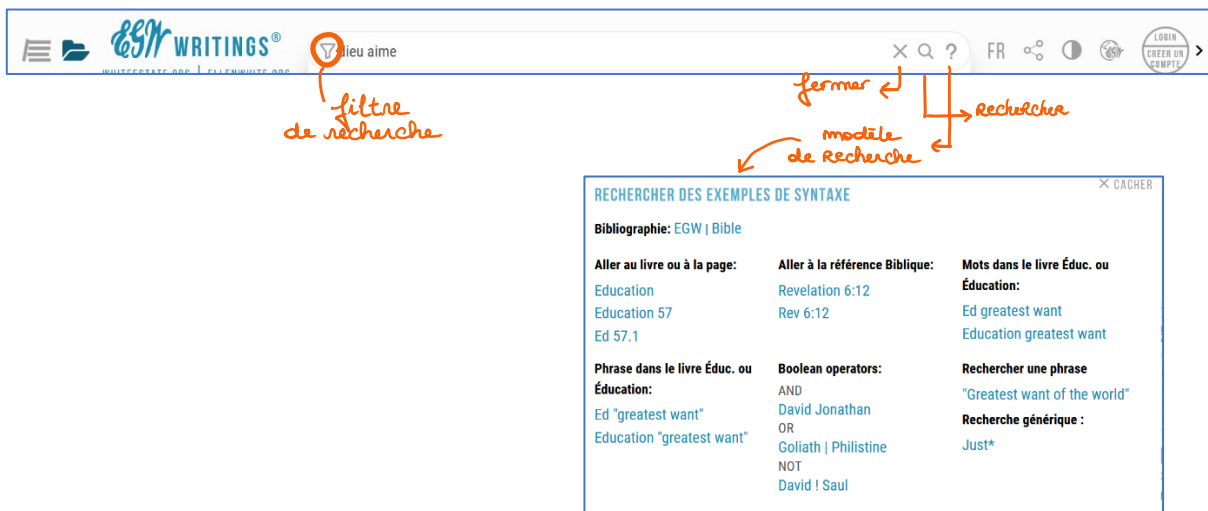 EGW WRITINGS®
WHITEESTATE.ORG | ELLENWHITE.ORG
dieu aime
?
FR
EGW
LOGIN
CRÉER UN
COMPTE
filtre
de recherche
fermer
Rechercher
modèle
de Recherche
RECHERCHER DES EXEMPLES DE SYNTAXE
× CACHER
Bibliographie: EGW | Bible
Aller au livre ou à la page:
Education
Education 57
Ed 57.1
Aller à la référence Biblique:
Revelation 6:12
Rev 6:12
Mots dans le livre Éduc. ou
Éducation:
Ed greatest want
Education greatest want
Phrase dans le livre Éduc. ou
Éducation:
Ed "greatest want"
Education "greatest want"
Boolean operators:
AND
David Jonathan
OR
Goliath | Philistine
NOT
David ! Saul
Rechercher une phrase
"Greatest want of the world"
Recherche générique :
Just*